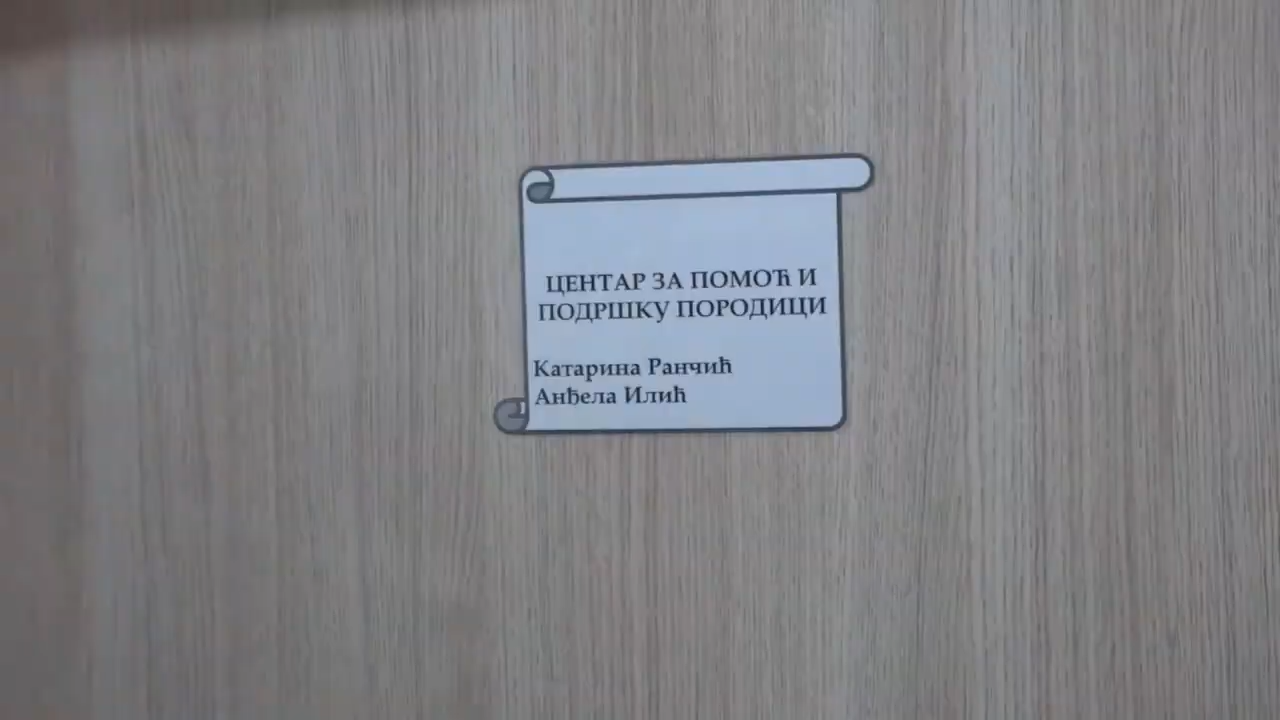 ЦЕНТАР ЗА ПОМОЋ И
ПОДРШКУ ПОРОДИЦИ
Катарина Ранчић
Анђела Илић